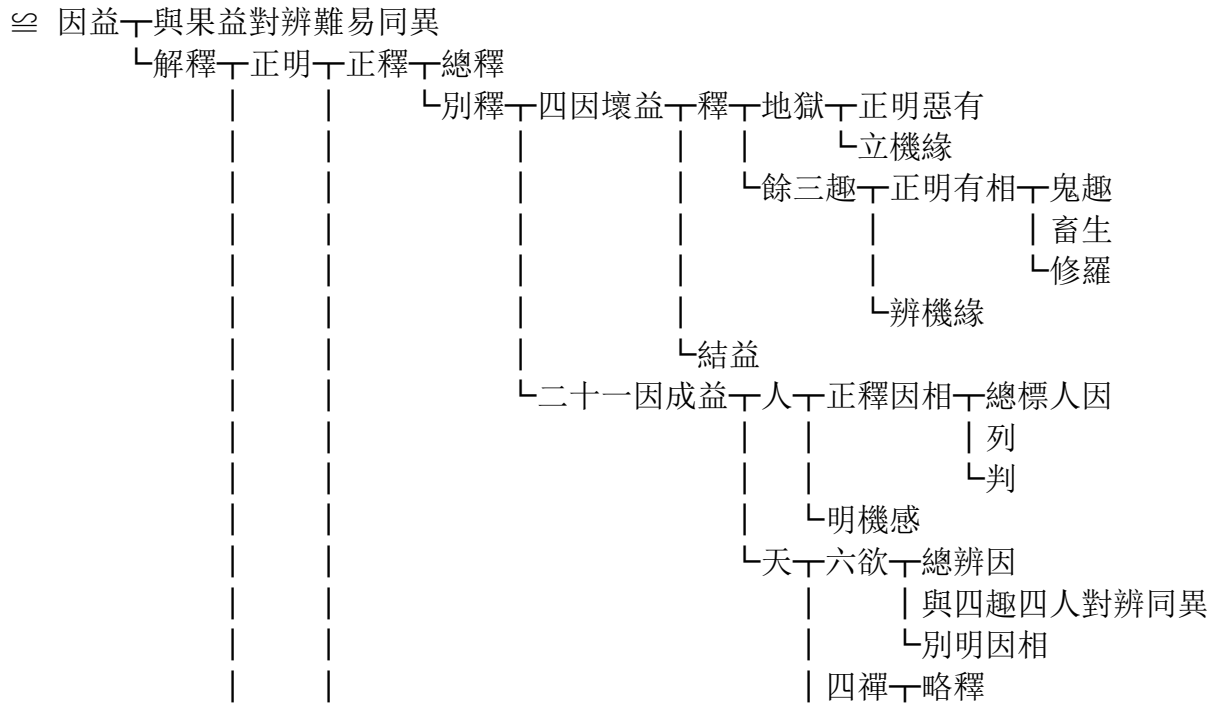 ≌ 因益┬與果益對辨難易同異
└解釋┬正明┬正釋┬總釋
│ │ └別釋┬四因壞益┬釋┬地獄┬正明惡有
│ │ │ │ │ └立機緣
│ │ │ │ └餘三趣┬正明有相┬鬼趣
│ │ │ │ │ │畜生
│ │ │ │ │ └修羅
│ │ │ │ └辨機緣
│ │ │ └結益
│ │ └二十一因成益┬人┬正釋因相┬總標人因
│ │ │ │ │列
│ │ │ │ └判
│ │ │ └明機感
│ │ └天┬六欲┬總辨因
│ │ │ │與四趣四人對辨同異
│ │ │ └別明因相
│ │ │四禪┬略釋